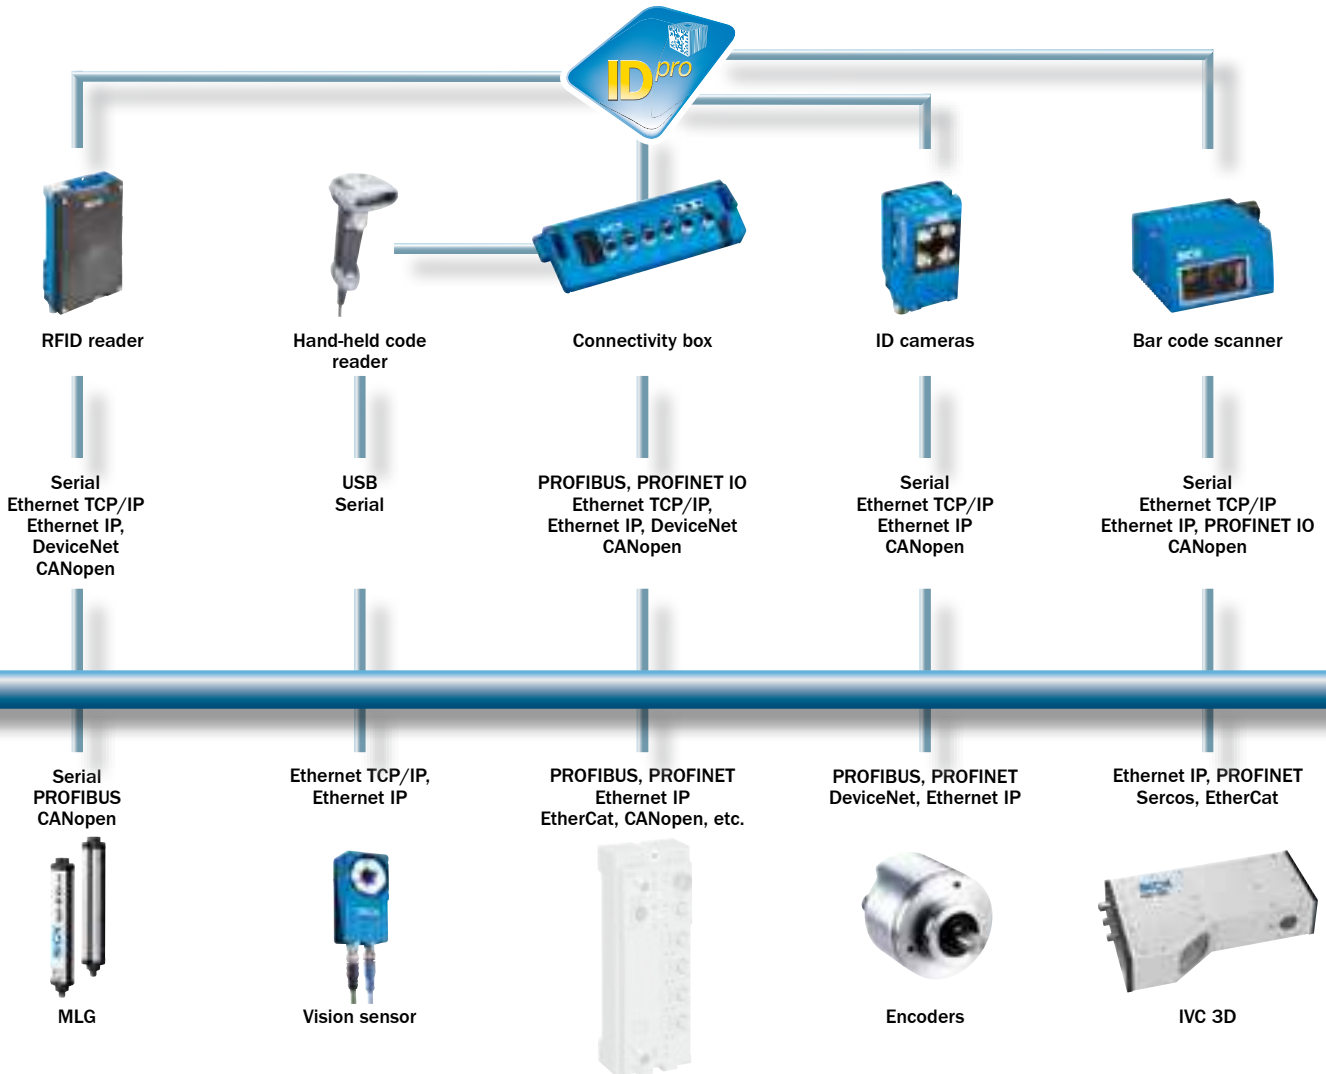 IDpro
RFID reader
Hand-held code
reader
Connectivity box
ID cameras
Bar code scanner
Serial
Ethernet TCP/IP
Ethernet IP,
DeviceNet
CANopen
USB
Serial
PROFIBUS, PROFINET IO
Ethernet TCP/IP,
Ethernet IP, DeviceNet
CANopen
Serial
Ethernet TCP/IP
Ethernet IP
CANopen
Serial
Ethernet TCP/IP
Ethernet IP, PROFINET IO
CANopen
Serial
PROFIBUS
CANopen
Ethernet TCP/IP,
Ethernet IP
PROFIBUS, PROFINET
Ethernet IP
EtherCat, CANopen, etc.
PROFIBUS, PROFINET
DeviceNet, Ethernet IP
Ethernet IP, PROFINET
Sercos, EtherCat
MLG
Vision sensor
Encoders
IVC 3D